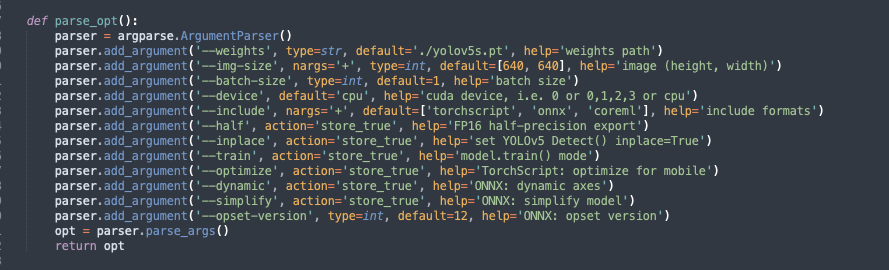 def parse_opt():
    parser = argparse.ArgumentParser()
    parser.add_argument('--weights', type=str, default='./yolov5s.pt', help='weights path')
    parser.add_argument('--img-size', nargs='+', type=int, default=[640, 640], help='image (height, width)')
    parser.add_argument('--batch-size', type=int, default=1, help='batch size')
    parser.add_argument('--device', default='cpu', help='cuda device, i.e. 0 or 0,1,2,3 or cpu')
    parser.add_argument('--include', nargs='+', default=['torchscript', 'onnx', 'coreml'], help='include formats')
    parser.add_argument('--half', action='store_true', help='FP16 half-precision export')
    parser.add_argument('--inplace', action='store_true', help='set YOLOv5 Detect() inplace=True')
    parser.add_argument('--train', action='store_true', help='model.train() mode')
    parser.add_argument('--optimize', action='store_true', help='TorchScript: optimize for mobile')
    parser.add_argument('--dynamic', action='store_true', help='ONNX: dynamic axes')
    parser.add_argument('--simplify', action='store_true', help='ONNX: simplify model')
    parser.add_argument('--opset-version', type=int, default=12, help='ONNX: opset version')
    opt = parser.parse_args()
    return opt